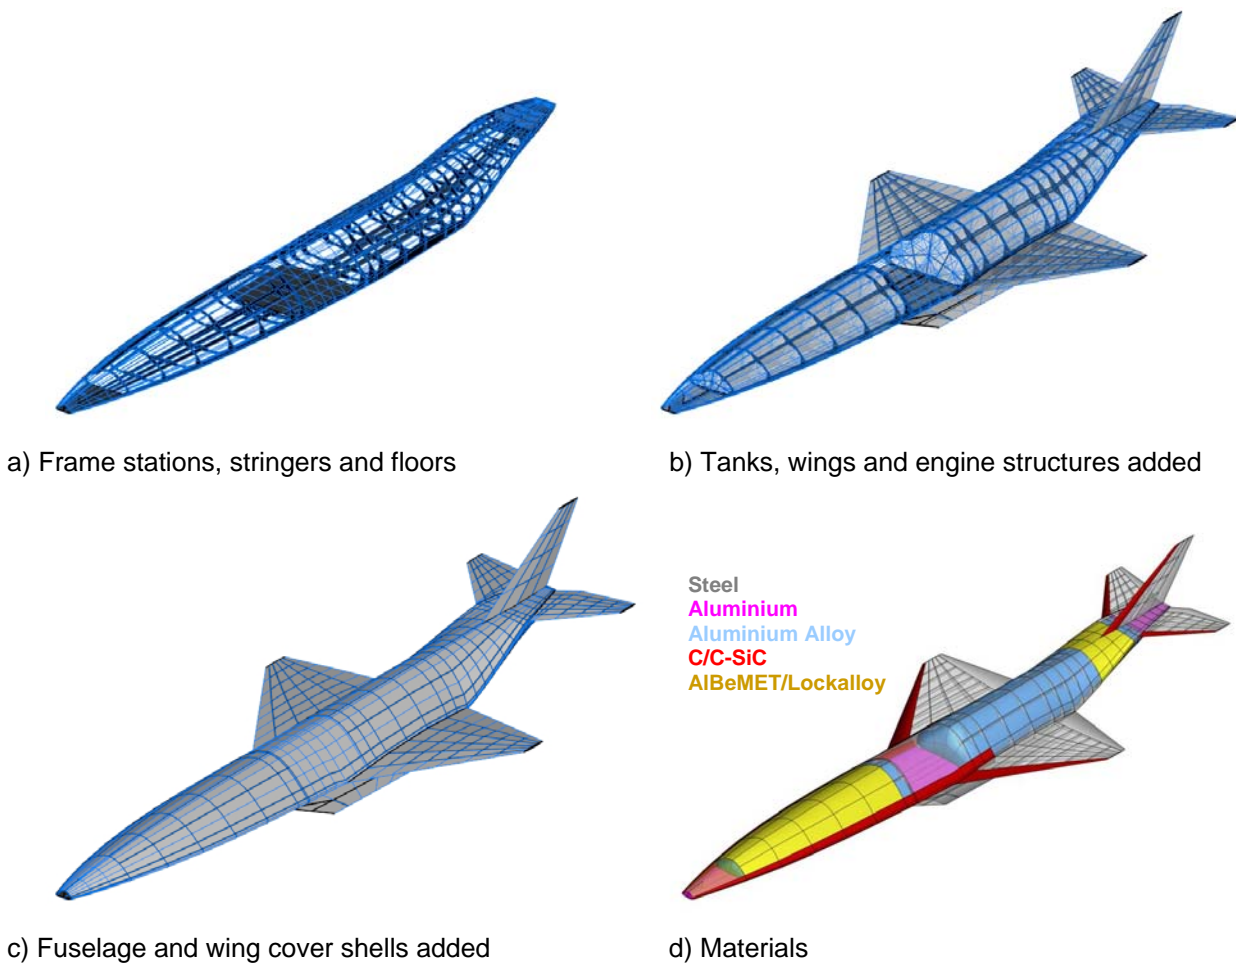 a) Frame stations, stringers and floors
b) Tanks, wings and engine structures added
Steel
Aluminium
Aluminium Alloy
C/C-SiC
AlBeMET/Lockalloy
c) Fuselage and wing cover shells added
d) Materials